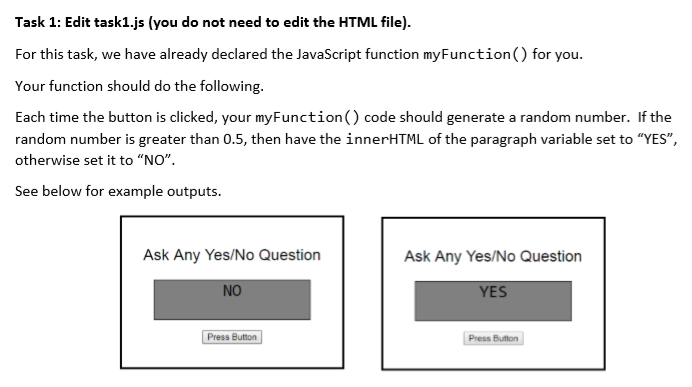 Task 1: Edit task1.js (you do not need to edit the HTML file).
For this task, we have already declared the JavaScript function myFunction() for you.
Your function should do the following.
Each time the button is clicked, your myFunction() code should generate a random number.  If the
random number is greater than 0.5, then have the innerHTML of the paragraph variable set to “YES”,
otherwise set it to “NO”.
See below for example outputs.
Ask Any Yes/No Question
NO
Press Button
Ask Any Yes/No Question
YES
Press Button